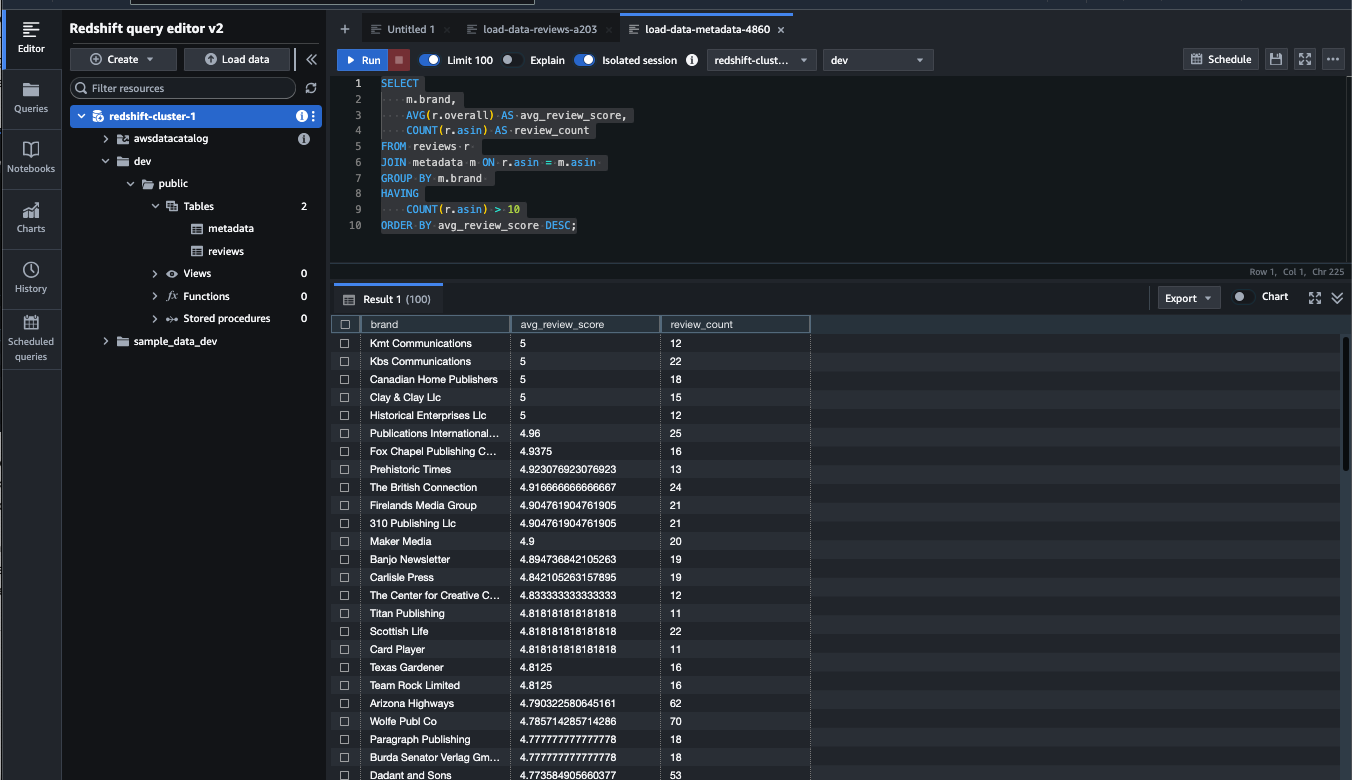 Redshift query editor v2
Editor
Queries
Notebooks
Charts
History
Scheduled
queries
Create
Load data
Filter resources
redshift-cluster-1
awsdatacatalog
dev
public
Tables 2
metadata
reviews
Views 0
Functions 0
Stored procedures 0
sample_data_dev
+ Untitled 1 × load-data-reviews-a203 × load-data-metadata-4860 ×
Run Limit 100 Explain Isolated session redshift-clust... dev Schedule
1 SELECT
2 m.brand,
3 AVG(r.overall) AS avg_review_score,
4 COUNT(r.asin) AS review_count
5 FROM reviews r
6 JOIN metadata m ON r.asin = m.asin
7 GROUP BY m.brand
8 HAVING
9 COUNT(r.asin) > 10
10 ORDER BY avg_review_score DESC;
Row 1, Col 1, Chr 225
Result 1 (100) Export Chart
brand avg_review_score review_count
Kmt Communications 5 12
Kbs Communications 5 22
Canadian Home Publishers 5 18
Clay & Clay Llc 5 15
Historical Enterprises Llc 5 12
Publications International... 4.96 25
Fox Chapel Publishing C... 4.9375 16
Prehistoric Times 4.923076923076923 13
The British Connection 4.916666666666667 24
Firelands Media Group 4.904761904761905 21
310 Publishing Llc 4.904761904761905 21
Maker Media 4.9 20
Banjo Newsletter 4.894736842105263 19
Carlisle Press 4.842105263157895 19
The Center for Creative C... 4.833333333333333 12
Titan Publishing 4.818181818181818 11
Scottish Life 4.818181818181818 22
Card Player 4.818181818181818 11
Texas Gardener 4.8125 16
Team Rock Limited 4.8125 16
Arizona Highways 4.790322580645161 62
Wolfe Publ Co 4.785714285714286 70
Paragraph Publishing 4.777777777777778 18
Burda Senator Verlag Gm... 4.777777777777778 18
Dadant and Sons 4.773584905660377 53